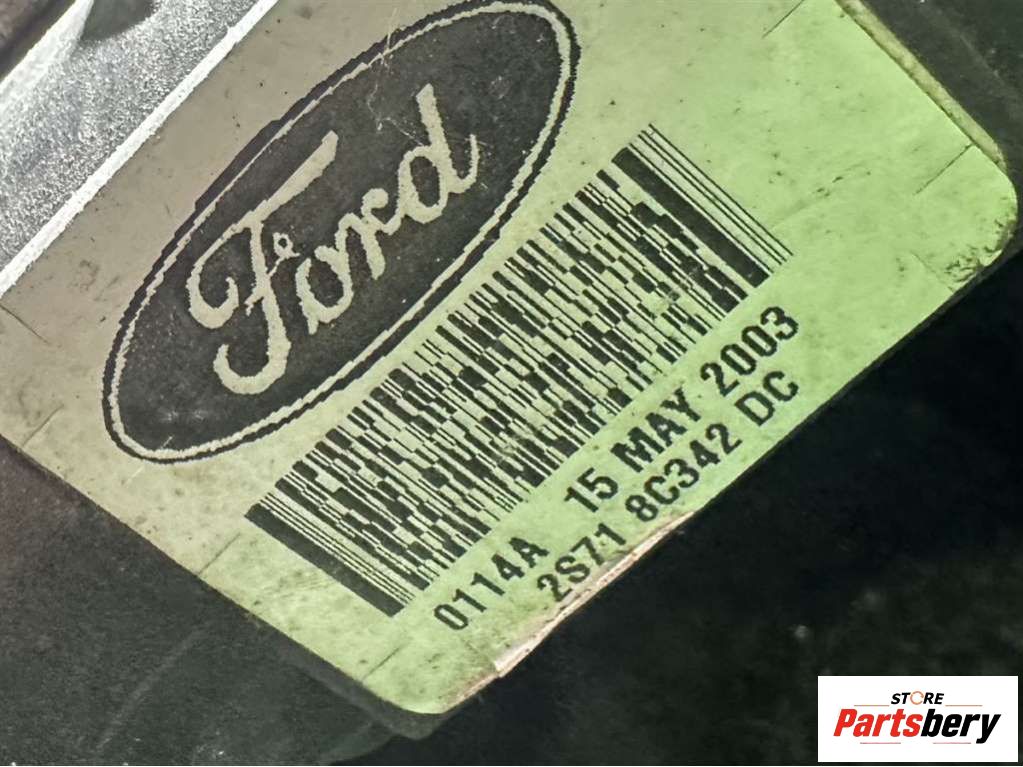 Ford
0114A 15 MAY 2003
2S71 8C342 DC
STORE
Partsbery